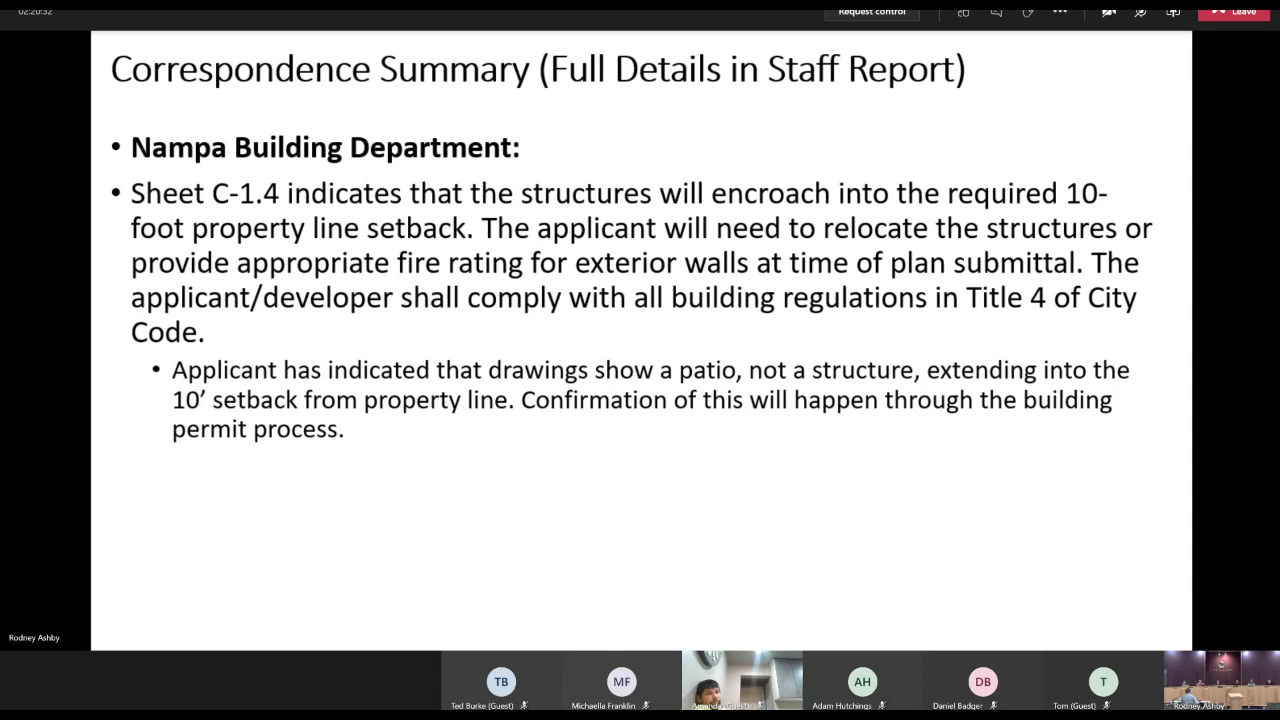 02:20:32
Request control
Leave
Correspondence Summary (Full Details in Staff Report)
• Nampa Building Department:
• Sheet C-1.4 indicates that the structures will encroach into the required 10-
foot property line setback. The applicant will need to relocate the structures or
provide appropriate fire rating for exterior walls at time of plan submittal. The
applicant/developer shall comply with all building regulations in Title 4 of City
Code.
• Applicant has indicated that drawings show a patio, not a structure, extending into the
10’ setback from property line. Confirmation of this will happen through the building
permit process.
Rodney Ashby
TB
MF
AH
DB
T
Ted Burke (Guest)
Michaella Franklin
Amanda (Guest)
Adam Hutchings
Daniel Badger
Tom (Guest)
Rodney Ashby